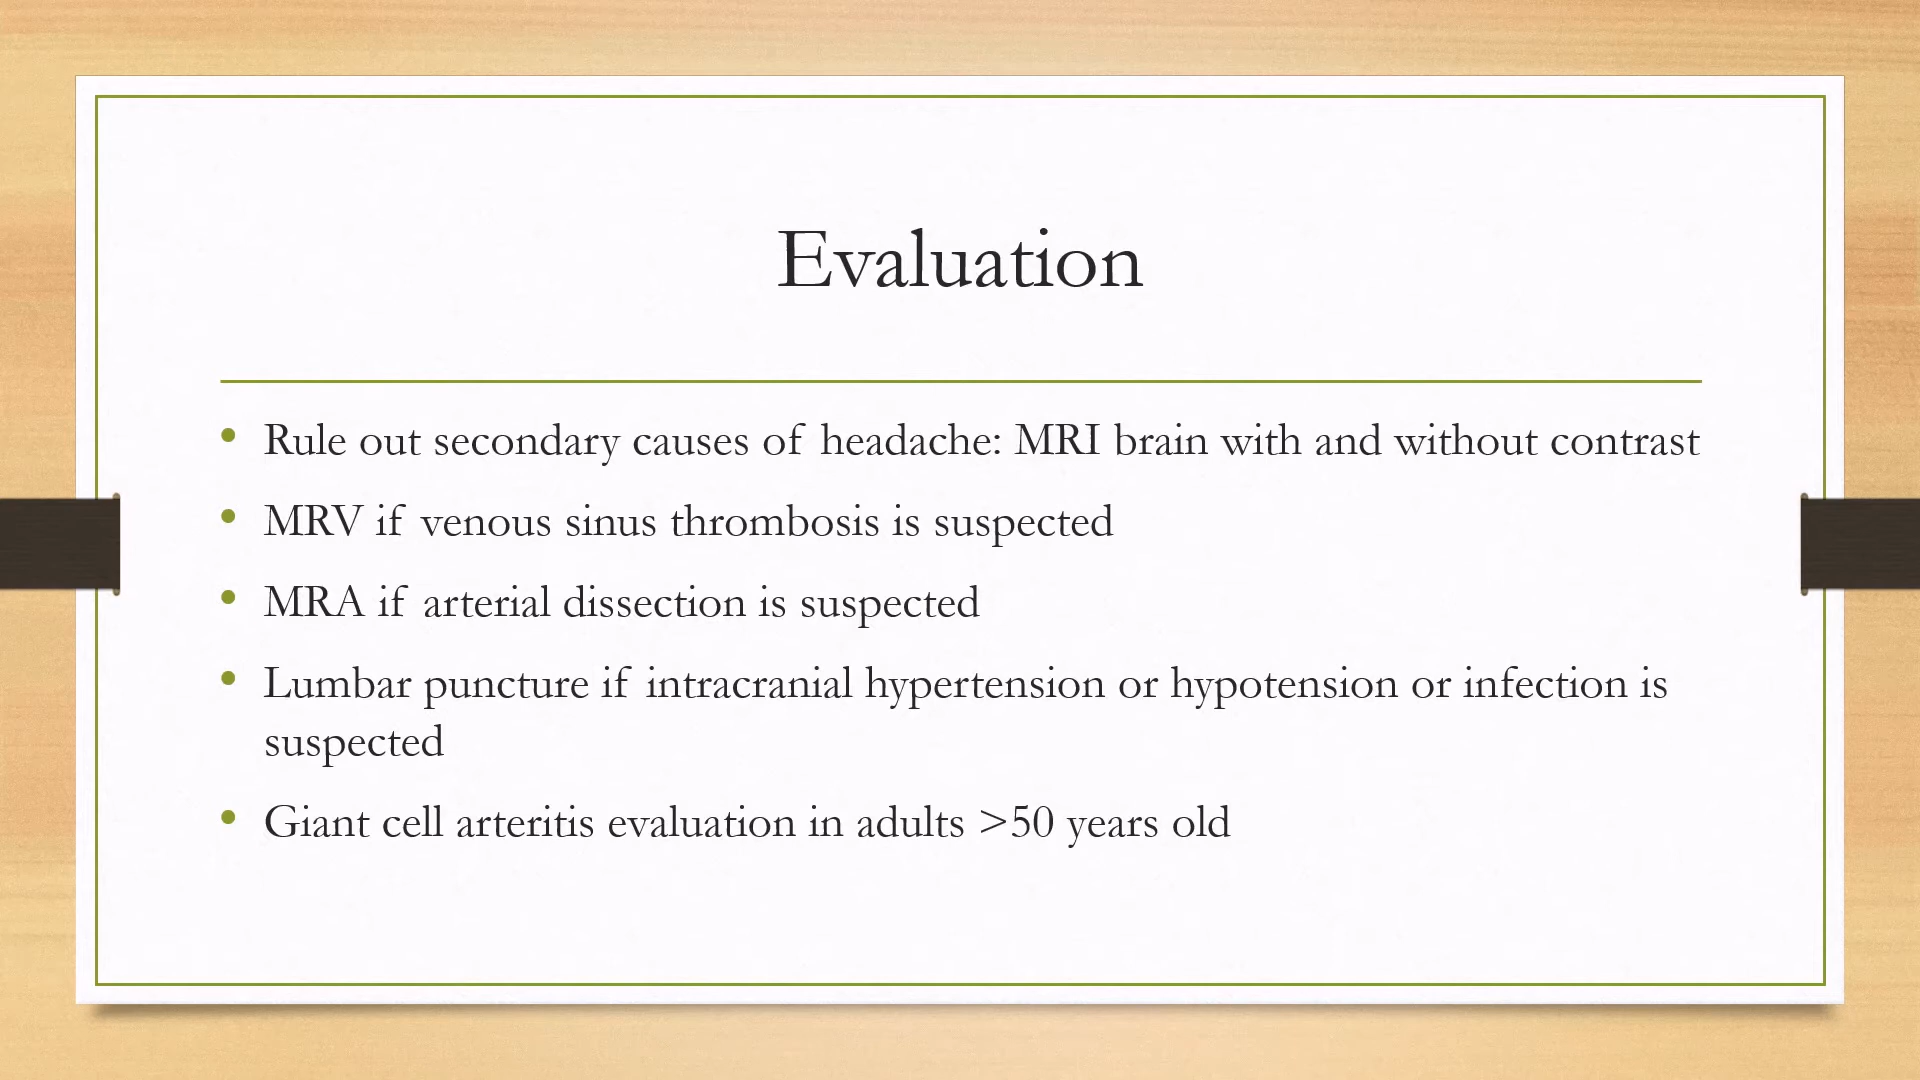 Evaluation
• Rule out secondary causes of headache: MRI brain with and without contrast
• MRV if venous sinus thrombosis is suspected
• MRA if arterial dissection is suspected
• Lumbar puncture if intracranial hypertension or hypotension or infection is
suspected
• Giant cell arteritis evaluation in adults >50 years old